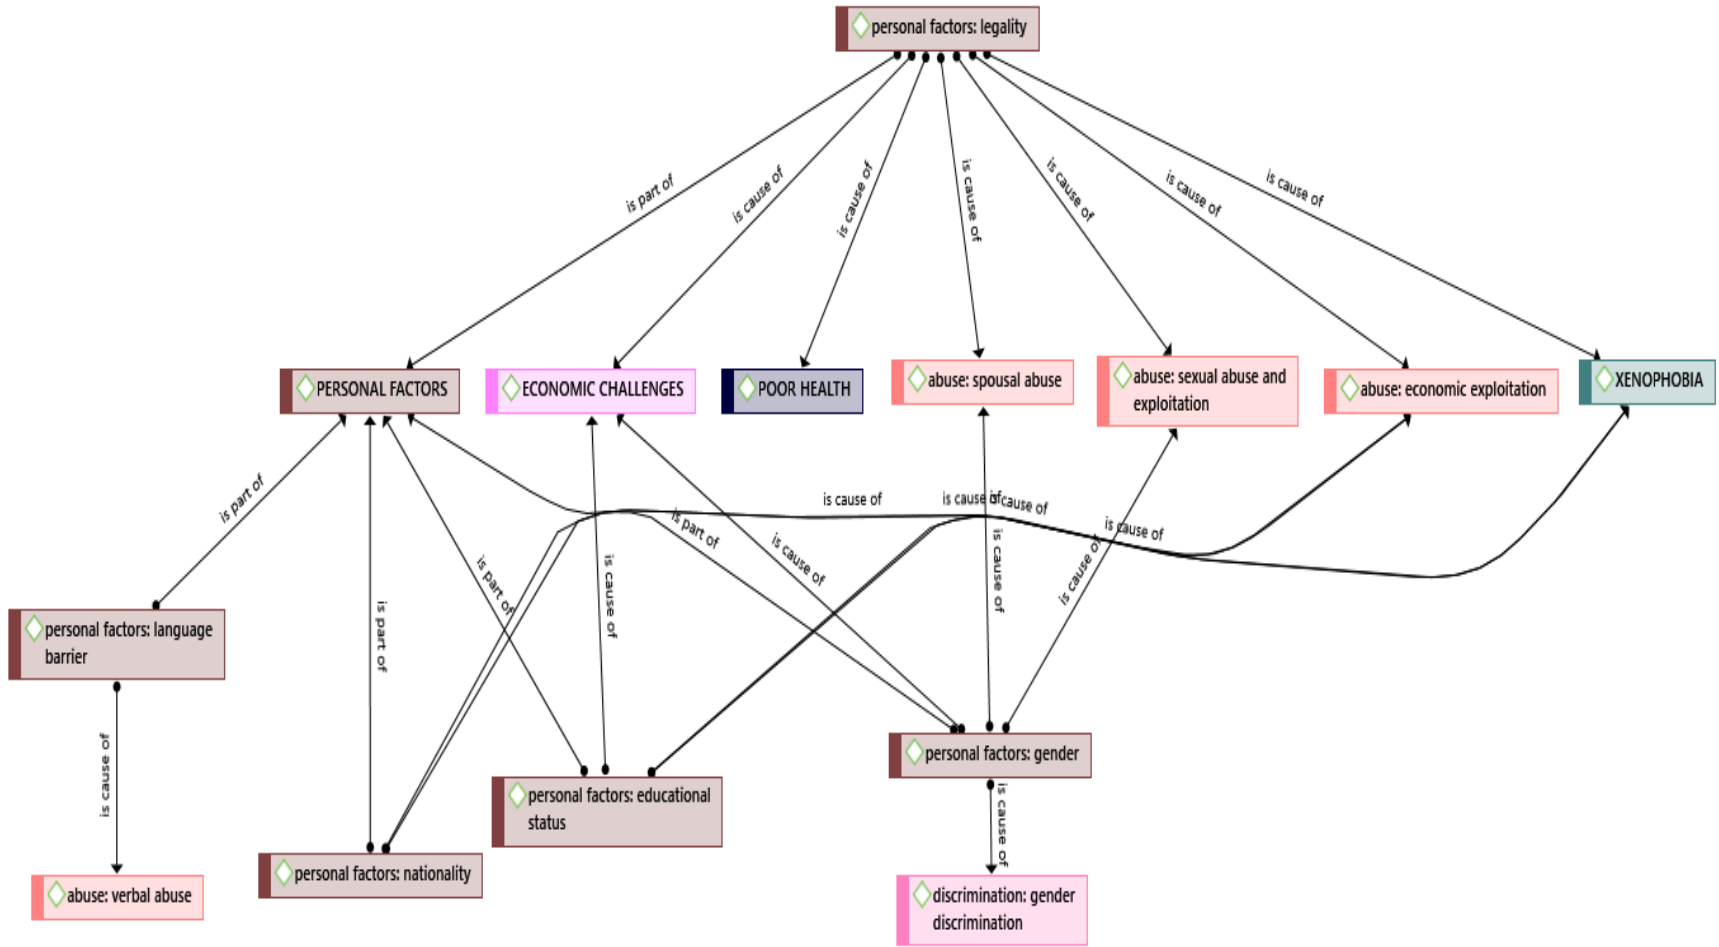 personal factors: legality
is part of
is cause of
is cause of
is cause of
is cause of
is cause of
is cause of
PERSONAL FACTORS
ECONOMIC CHALLENGES
POOR HEALTH
abuse: spousal abuse
abuse: sexual abuse and
exploitation
abuse: economic exploitation
XENOPHOBIA
is part of
is cause of
is cause of
is cause of
is cause of
is part of
is cause of
is part of
is cause of
is cause of
is cause of
is part of
personal factors: language
barrier
is cause of
personal factors: gender
personal factors: educational
status
is cause of
personal factors: nationality
abuse: verbal abuse
discrimination: gender
discrimination